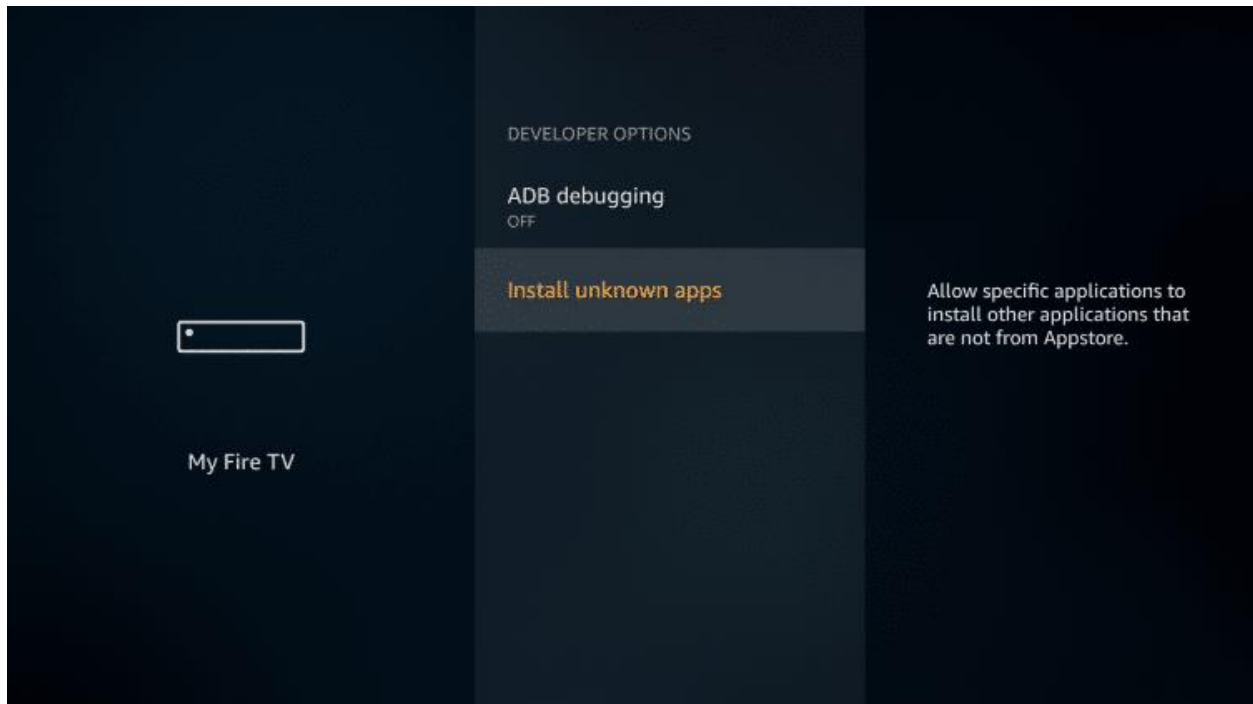 DEVELOPER OPTIONS
ADB debugging
OFF
Install unknown apps
Allow specific applications to
install other applications that
are not from Appstore.
My Fire TV